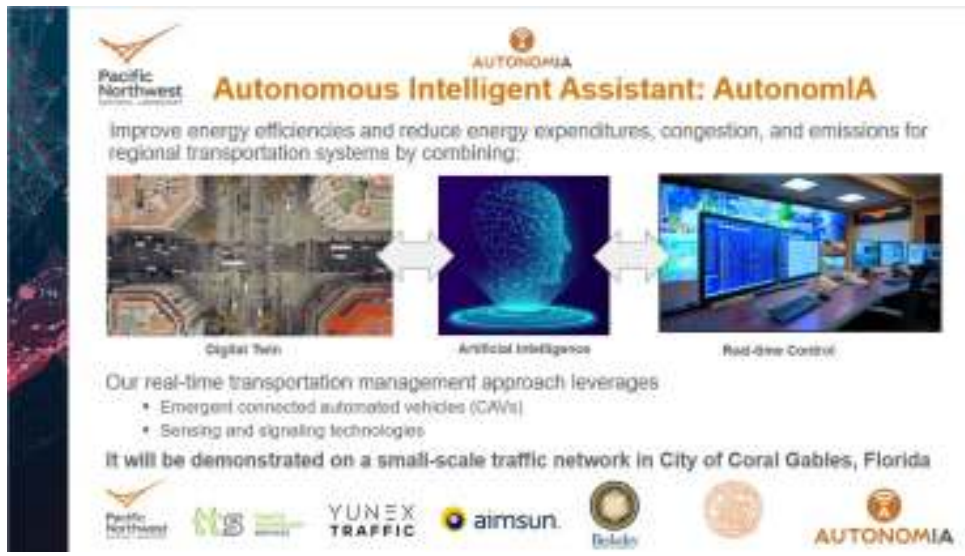 Pacific
Northwest
NATIONAL LABORATORY
AUTONOMIA
Autonomous Intelligent Assistant: AutonomIA
Improve energy efficiencies and reduce energy expenditures, congestion, and emissions for
regional transportation systems by combining:
Digital Twin
Artificial Intelligence
Real-time Control
Our real-time transportation management approach leverages
• Emergent connected automated vehicles (CAVs)
• Sensing and signaling technologies
It will be demonstrated on a small-scale traffic network in City of Coral Gables, Florida
Pacific
Northwest
YUNEX
TRAFFIC
aimsun.
AUTONOMIA